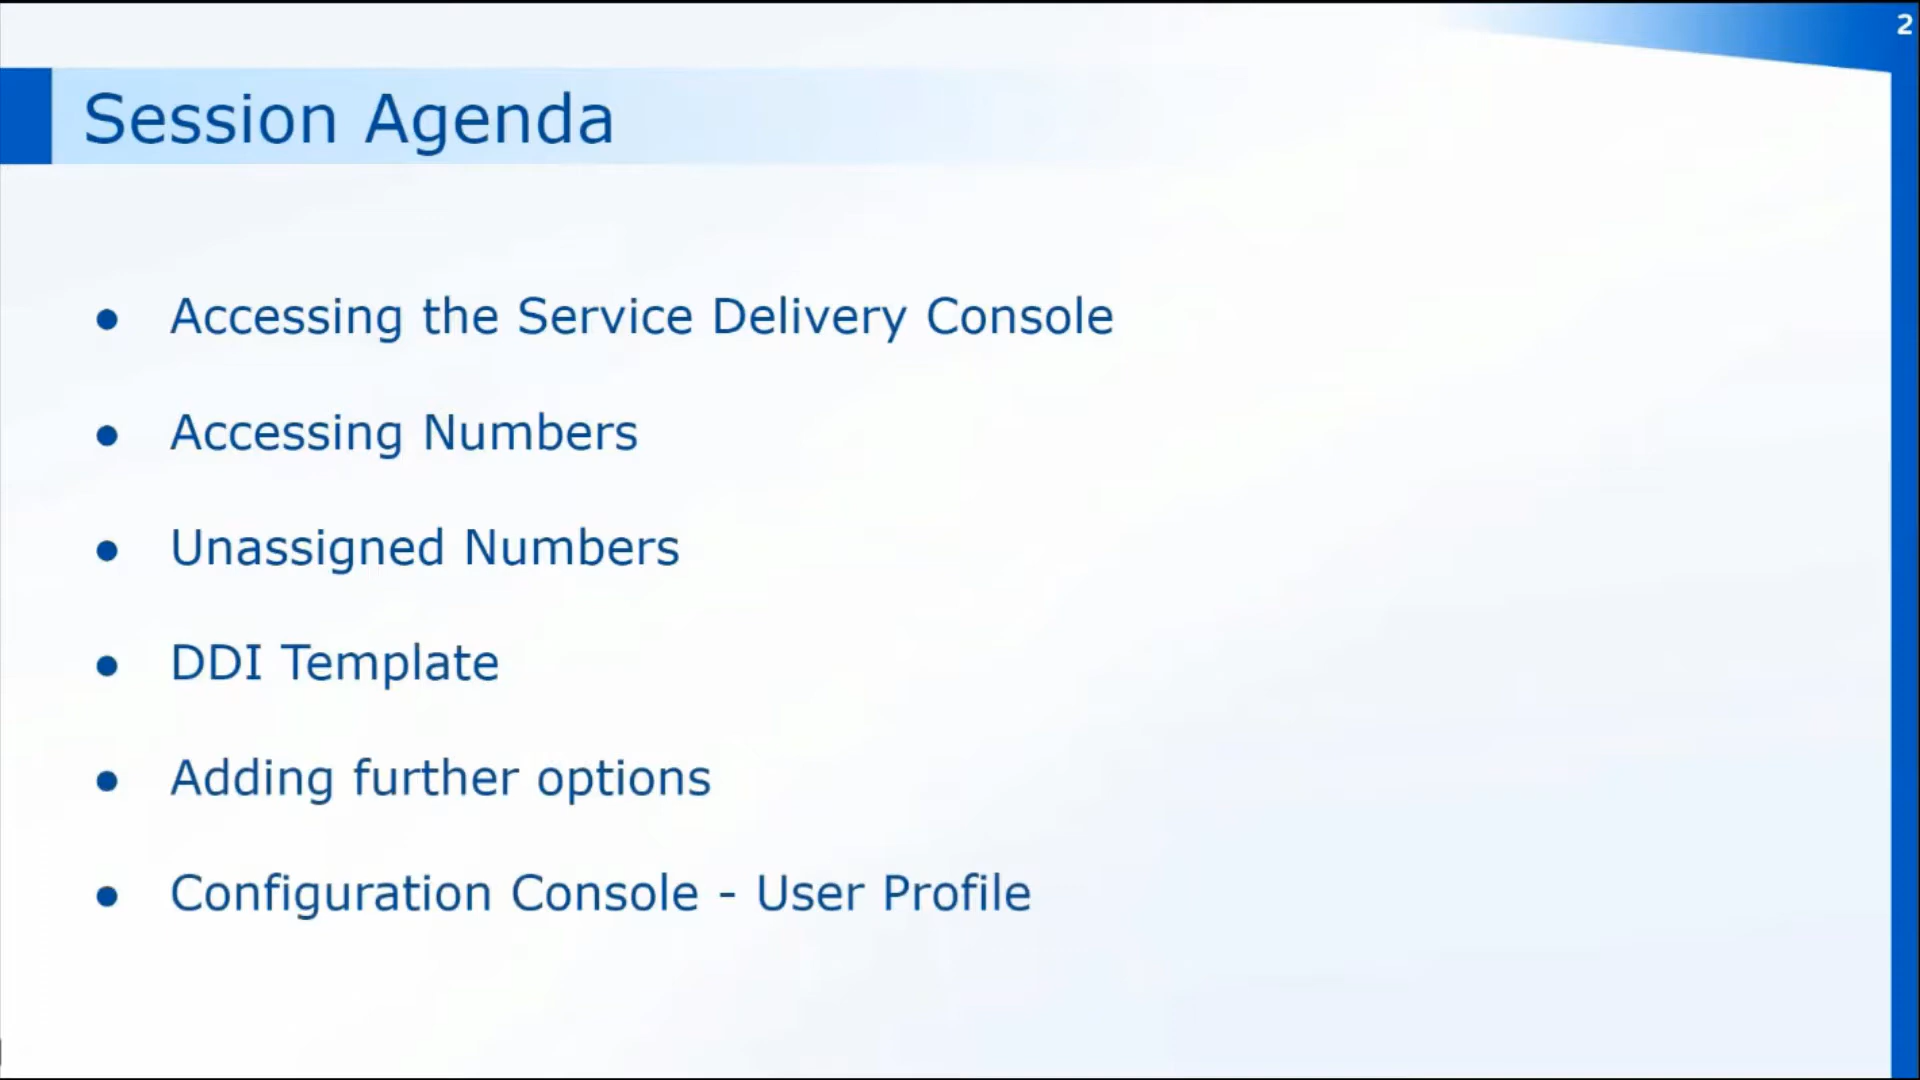 2
Session Agenda
● Accessing the Service Delivery Console
● Accessing Numbers
● Unassigned Numbers
● DDI Template
● Adding further options
● Configuration Console - User Profile